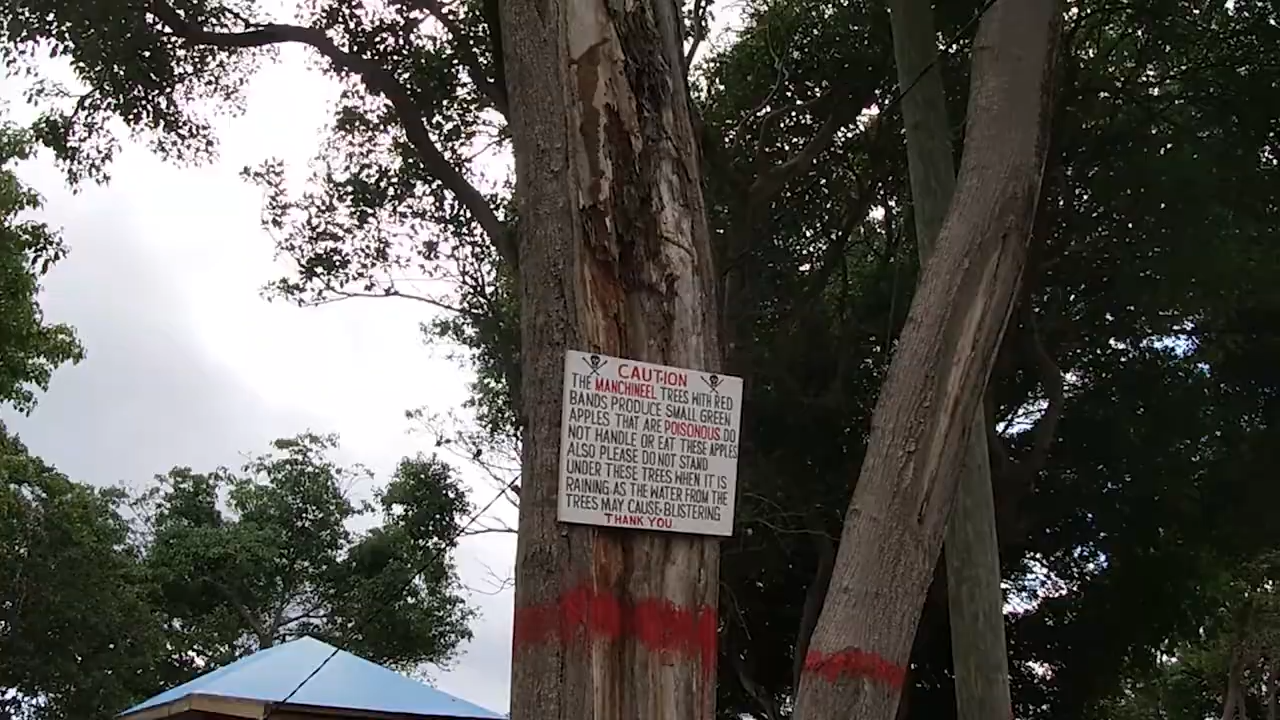 CAUTION
THE MANCHINEEL TREES WITH RED
BANDS PRODUCE SMALL GREEN
APPLES THAT ARE POISONOUS DO
NOT HANDLE OR EAT THESE APPLES
ALSO PLEASE DO NOT STAND
UNDER THESE TREES WHEN IT IS
RAINING AS THE WATER FROM THE
TREES MAY CAUSE BLISTERING
THANK YOU